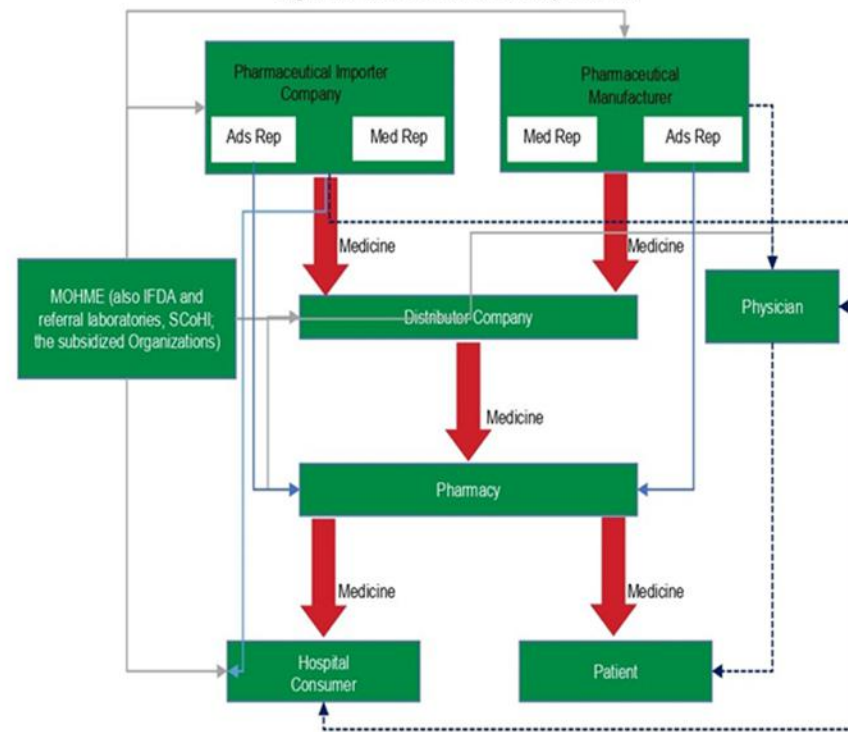 Pharmaceutical Importer
Company
Ads Rep
Med Rep
Pharmaceutical
Manufacturer
Med Rep
Ads Rep
Medicine
Medicine
MOHME (also IFDA and
referral laboratories, SCoHI;
the subsidized Organizations)
Distributor Company
Physician
Medicine
Pharmacy
Medicine
Medicine
Hospital
Consumer
Patient